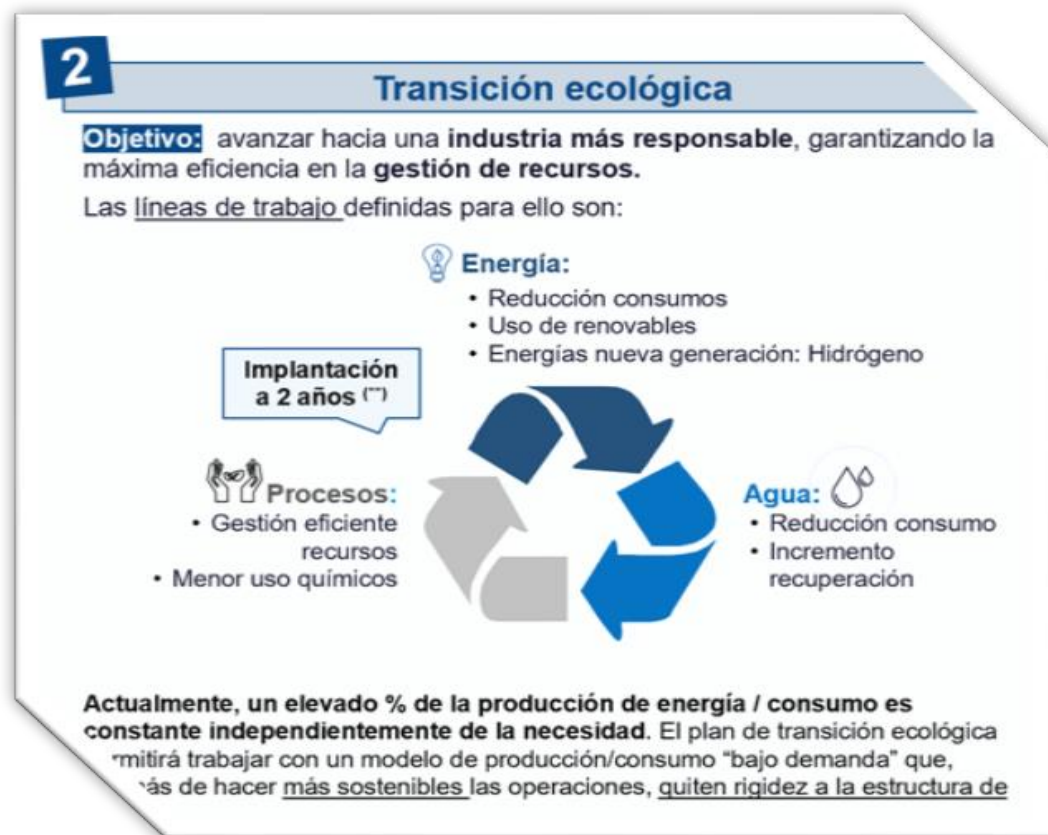 2
Transición ecológica
Objetivo: avanzar hacia una industria más responsable, garantizando la
máxima eficiencia en la gestión de recursos.
Las líneas de trabajo definidas para ello son:
Energía:
• Reducción consumos
• Uso de renovables
• Energías nueva generación: Hidrógeno
Implantación
a 2 años
Procesos:
• Gestión eficiente
recursos
• Menor uso químicos
Agua:
• Reducción consumo
• Incremento
recuperación
Actualmente, un elevado % de la producción de energía / consumo es
constante independientemente de la necesidad. El plan de transición ecológica
mitirá trabajar con un modelo de producción/consumo “bajo demanda” que,
ás de hacer más sostenibles las operaciones, quiten rigidez a la estructura de